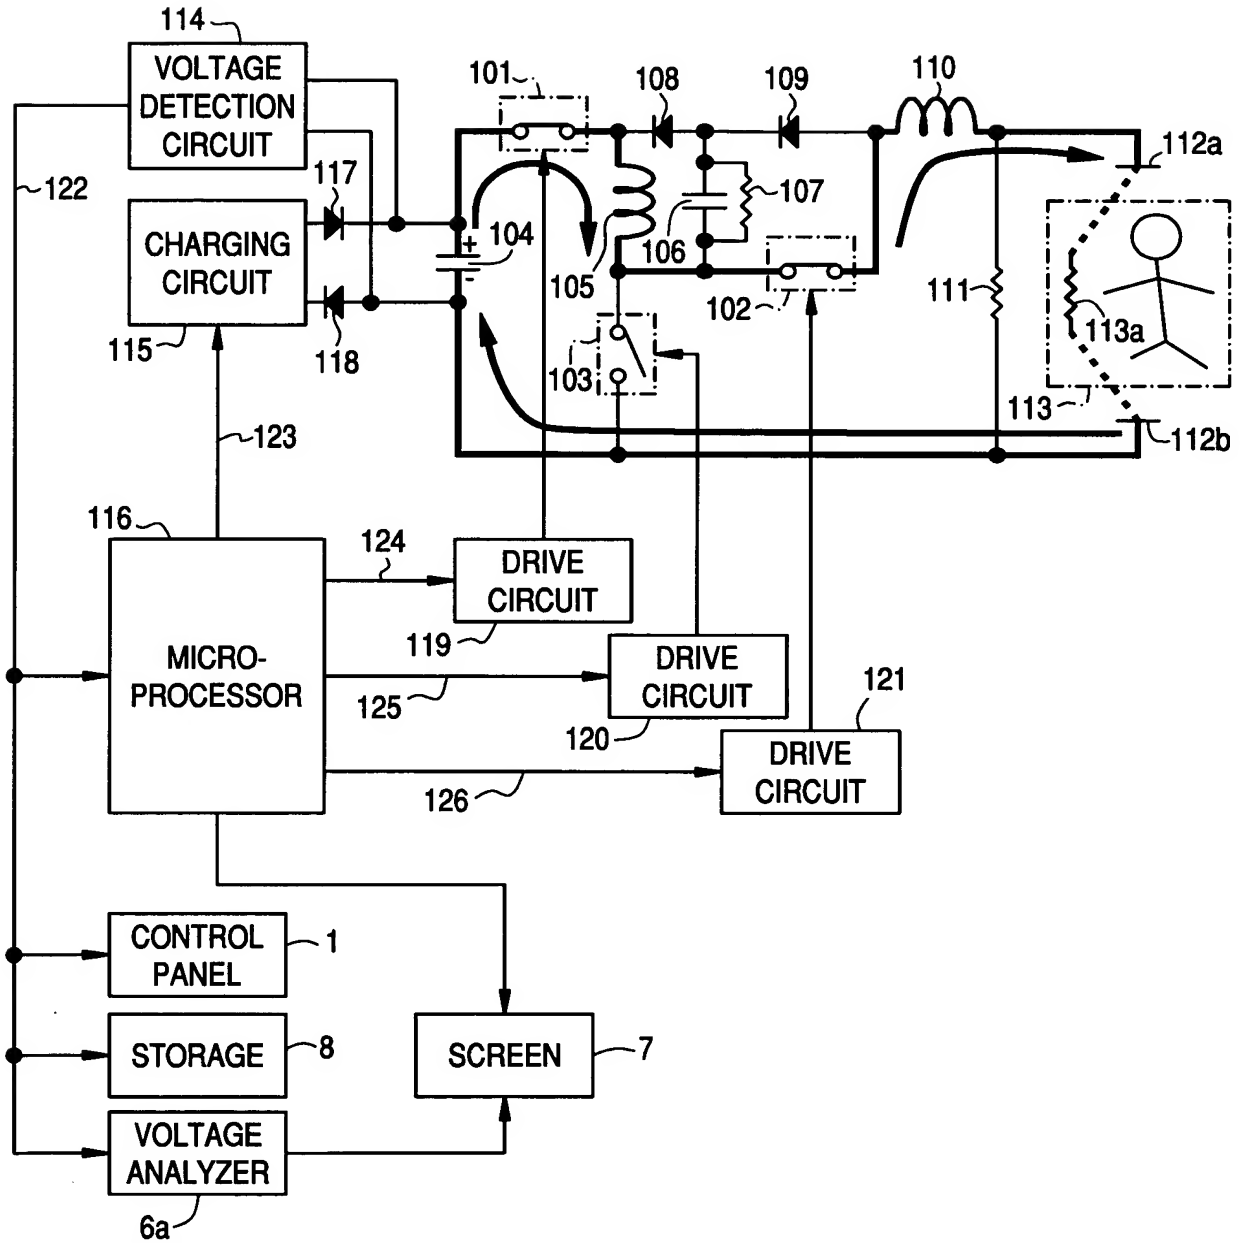 114
VOLTAGE
DETECTION
CIRCUIT
101
108
109
110
112a
122
117
107
CHARGING
CIRCUIT
+
104
-
106
105
102
111
113a
115
118
103
113
112b
123
116
124
DRIVE
CIRCUIT
119
MICRO-
PROCESSOR
125
DRIVE
CIRCUIT
120
121
DRIVE
CIRCUIT
126
CONTROL
PANEL
1
STORAGE
8
SCREEN
7
VOLTAGE
ANALYZER
6a